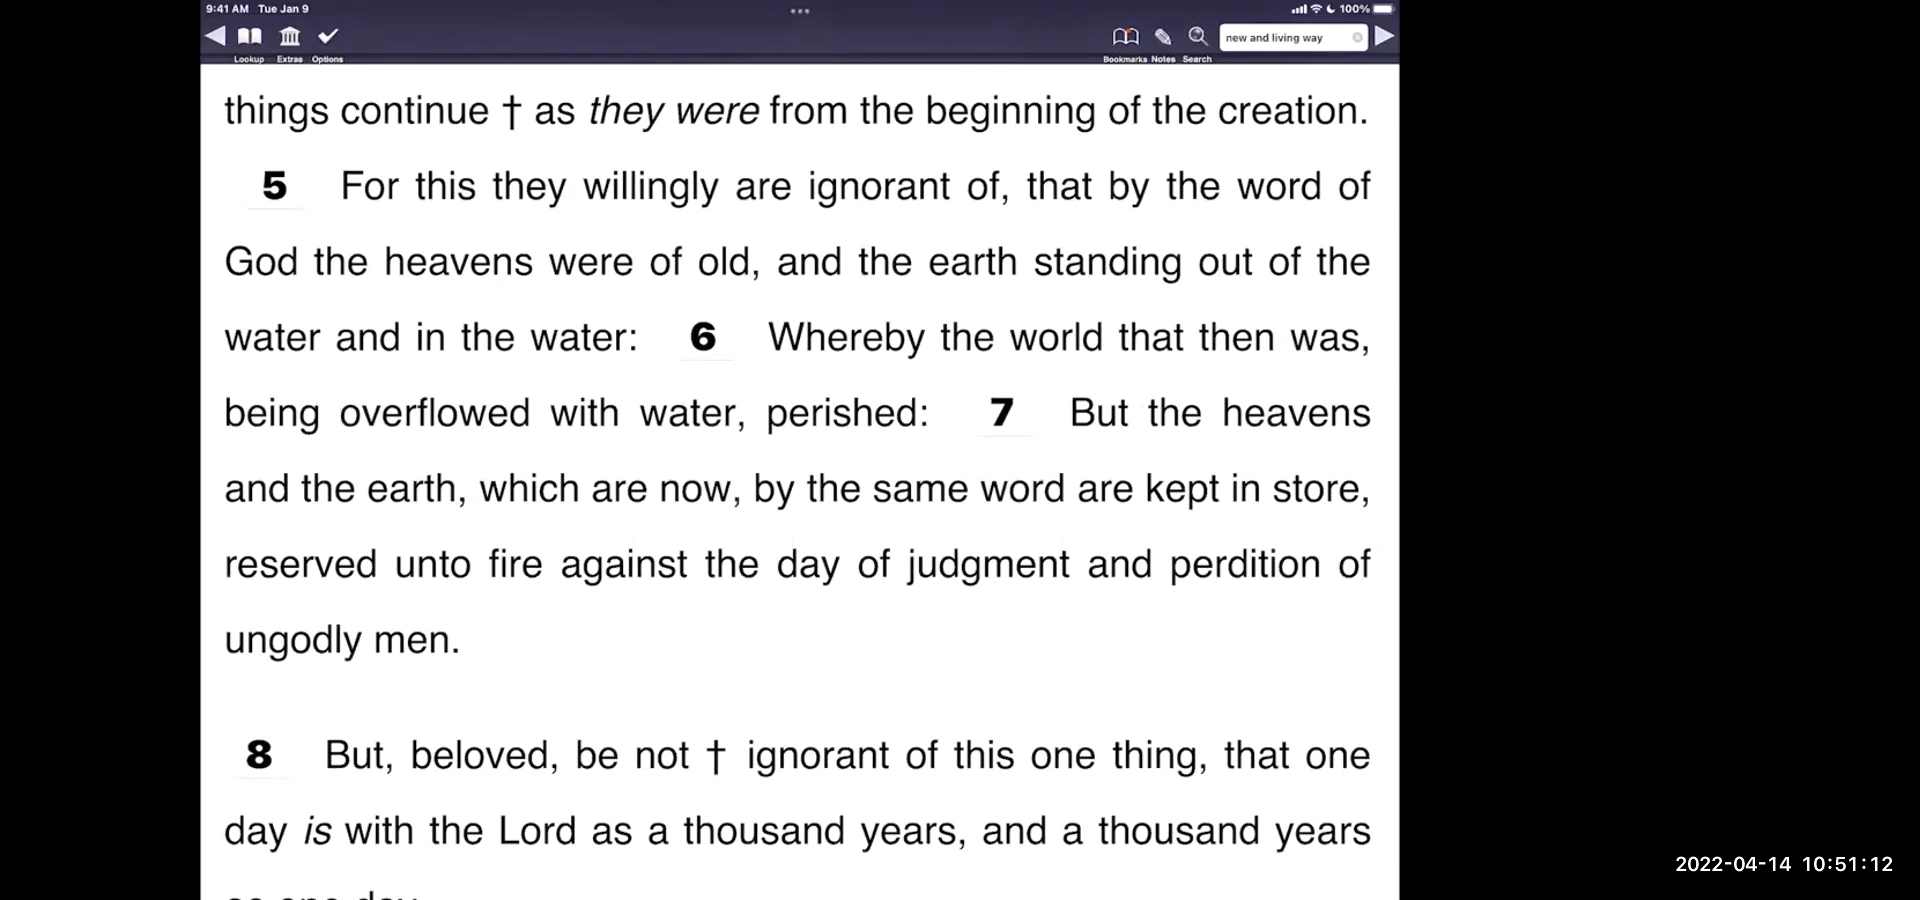 9:41 AM Tue Jan 9
100%
new and living way
Lookup Extras Options
Bookmarks Notes Search
things continue † as they were from the beginning of the creation.
5 For this they willingly are ignorant of, that by the word of
God the heavens were of old, and the earth standing out of the
water and in the water: 6 Whereby the world that then was,
being overflowed with water, perished: 7 But the heavens
and the earth, which are now, by the same word are kept in store,
reserved unto fire against the day of judgment and perdition of
ungodly men.
8 But, beloved, be not † ignorant of this one thing, that one
day is with the Lord as a thousand years, and a thousand years
as one day.
2022-04-14 10:51:12